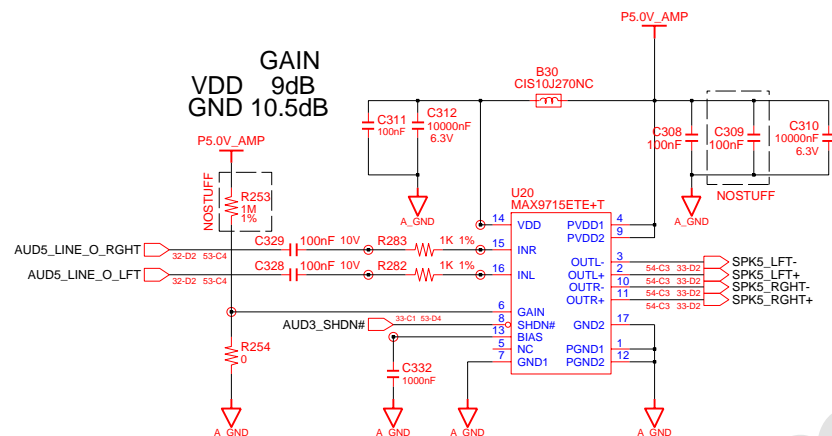 P5.0V_AMP
GAIN
VDD 9dB
GND 10.5dB
B30
CIS10J270NC
C311
100nF
C312
10000nF
6.3V
C308
100nF
C309
100nF
C310
10000nF
6.3V
NOSTUFF
A_GND
A_GND
P5.0V_AMP
NOSTUFF
R253
1M
1%
U20
MAX9715ETE+T
14 VDD
PVDD1 4
PVDD2 9
AUD5_LINE_O_RGHT
32-D2 53-C4
C329 100nF 10V
R283 1K 1%
15 INR
AUD5_LINE_O_LFT
32-D2 53-C4
C328 100nF 10V
R282 1K 1%
16 INL
OUTL- 3 SPK5_LFT-
OUTL+ 2 54-C3 33-D2 SPK5_LFT+
OUTR- 10 54-C3 33-D2 SPK5_RGHT-
OUTR+ 11 54-C3 33-D2 SPK5_RGHT+
54-C3 33-D2
6 GAIN
AUD3_SHDN# 33-C1 53-D4 8 SHDN#
13 BIAS
5 NC
7 GND1
GND2 17
PGND1 1
PGND2 12
R254
0
C332
1000nF
A_GND
A_GND
A_GND
A_GND